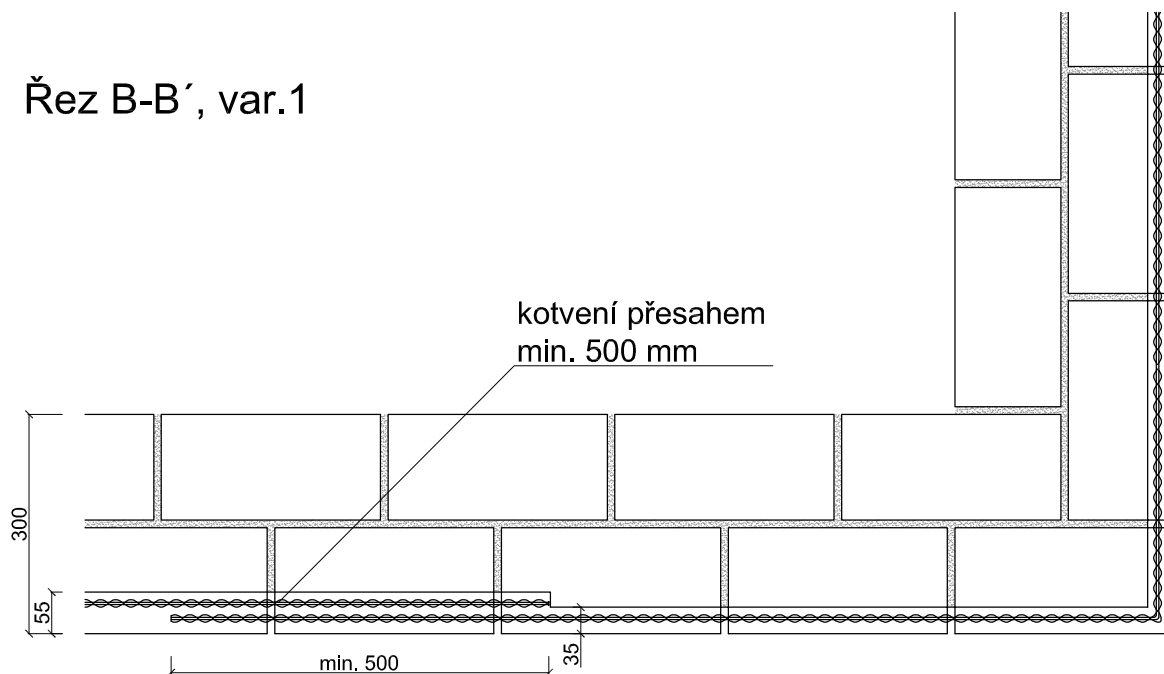 Řez B-B´, var.1
kotvení přesahem
min. 500 mm
300
55
35
min. 500